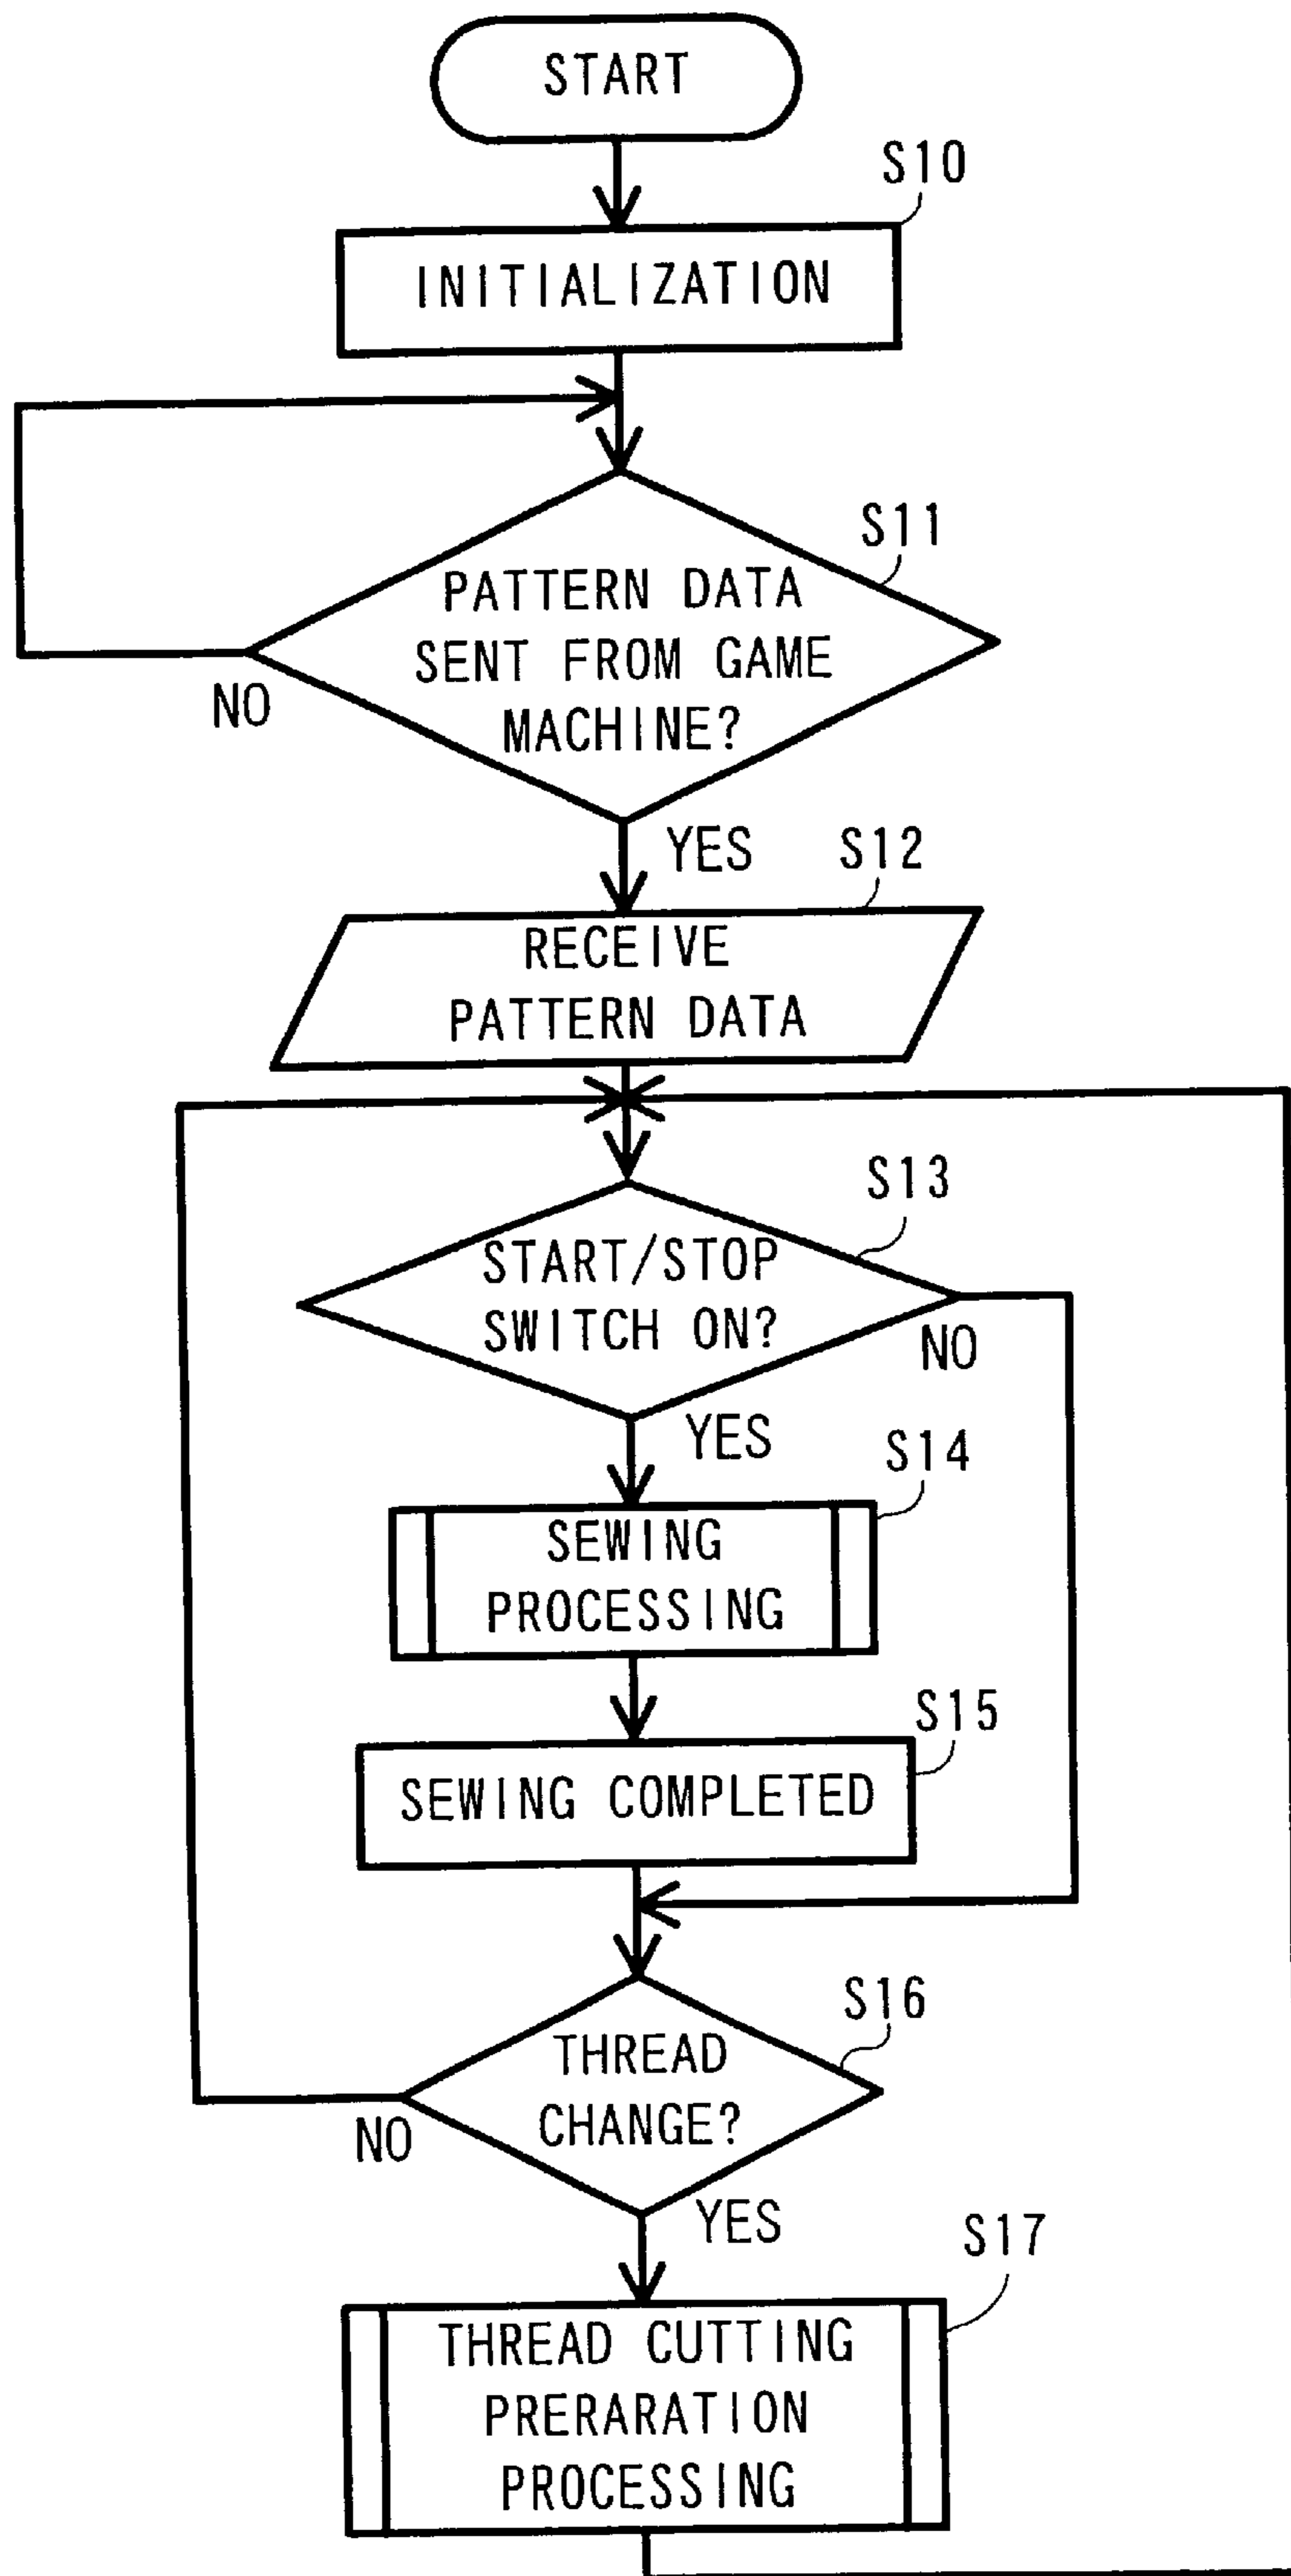 START
S10
INITIALIZATION
S11
PATTERN DATA
SENT FROM GAME
MACHINE?
NO
YES
S12
RECEIVE
PATTERN DATA
S13
START/STOP
SWITCH ON?
NO
YES
S14
SEWING
PROCESSING
S15
SEWING COMPLETED
S16
THREAD
CHANGE?
NO
YES
S17
THREAD CUTTING
PRERARATION
PROCESSING